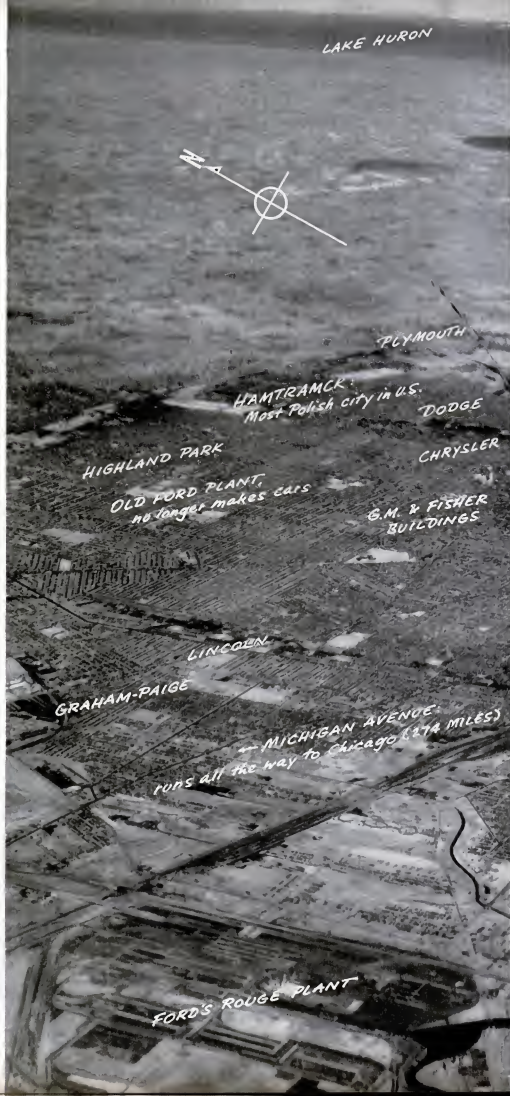 LAKE HURON
N
PLYMOUTH
HAMTRAMCK:
Most Polish city in U.S.
DODGE
HIGHLAND PARK
CHRYSLER
OLD FORD PLANT,
no longer makes cars
G.M. & FISHER
BUILDINGS
LINCOLN
GRAHAM-PAIGE
← MICHIGAN AVENUE:
runs all the way to Chicago (274 MILES)
FORD'S ROUGE PLANT